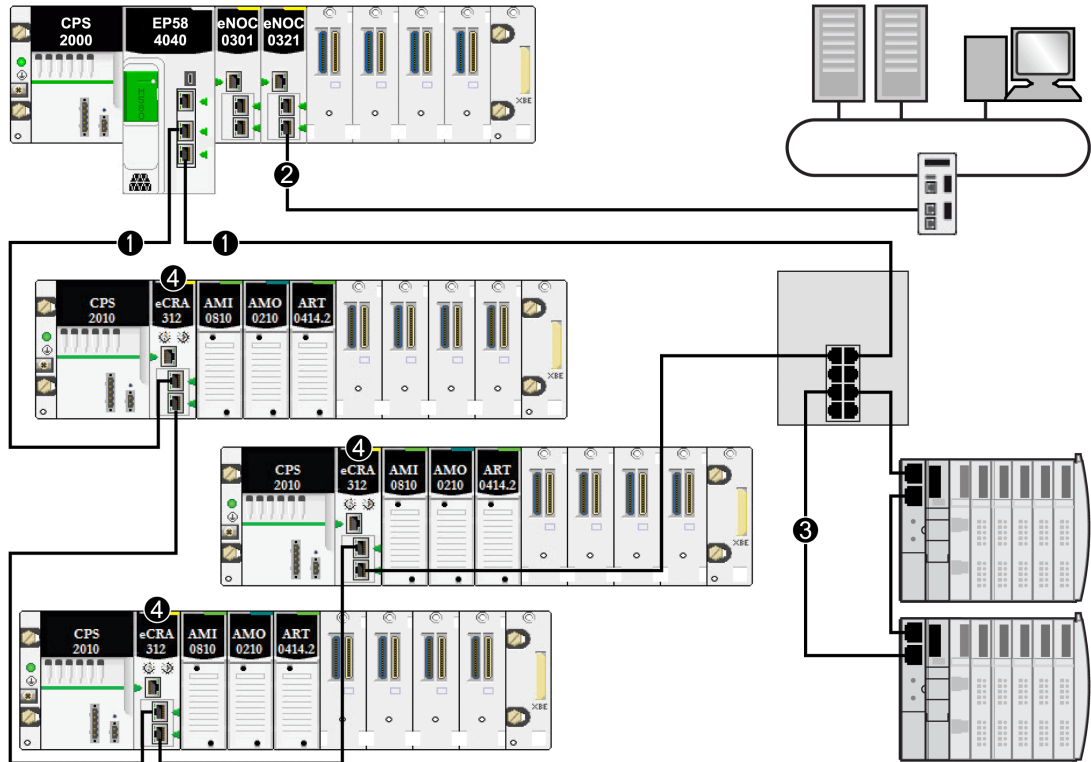 CPS
2000
EP58
4040
eNOC
0301
eNOC
0321
XBE
2
1
1
4
CPS
2010
eCRA
312
AMI
0810
AMO
0210
ART
0414.2
XBE
4
CPS
2010
eCRA
312
AMI
0810
AMO
0210
ART
0414.2
XBE
3
4
CPS
2010
eCRA
312
AMI
0810
AMO
0210
ART
0414.2
XBE